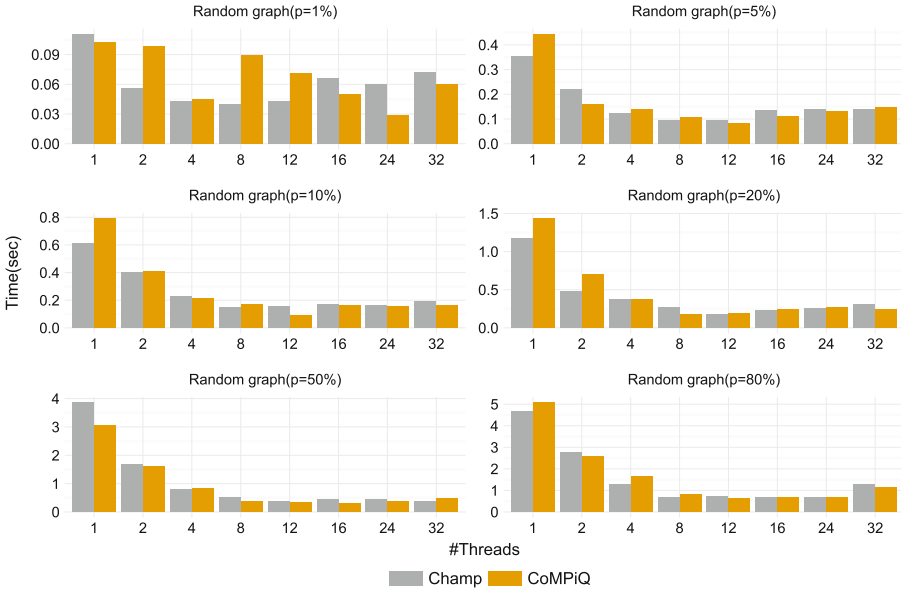 Random graph(p=1%)
0.09
0.06
0.03
0.00
1 2 4 8 12 16 24 32
Random graph(p=5%)
0.4
0.3
0.2
0.1
0.0
1 2 4 8 12 16 24 32
Time(sec)
Random graph(p=10%)
0.8
0.6
0.4
0.2
0.0
1 2 4 8 12 16 24 32
Random graph(p=20%)
1.5
1.0
0.5
0.0
1 2 4 8 12 16 24 32
Random graph(p=50%)
4
3
2
1
0
1 2 4 8 12 16 24 32
Random graph(p=80%)
5
4
3
2
1
0
1 2 4 8 12 16 24 32
#Threads
Champ CoMPiQ